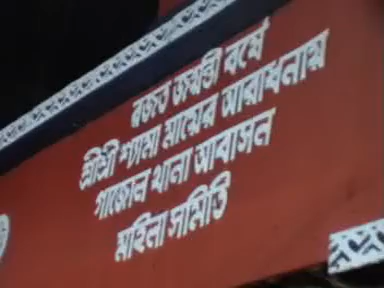 রজত জয়ন্তী বর্ষে
শ্রীশ্রী শ্যামা মায়ের আরাধনায়
গাজোল থানা আবাসন
মহিলা সমিতি